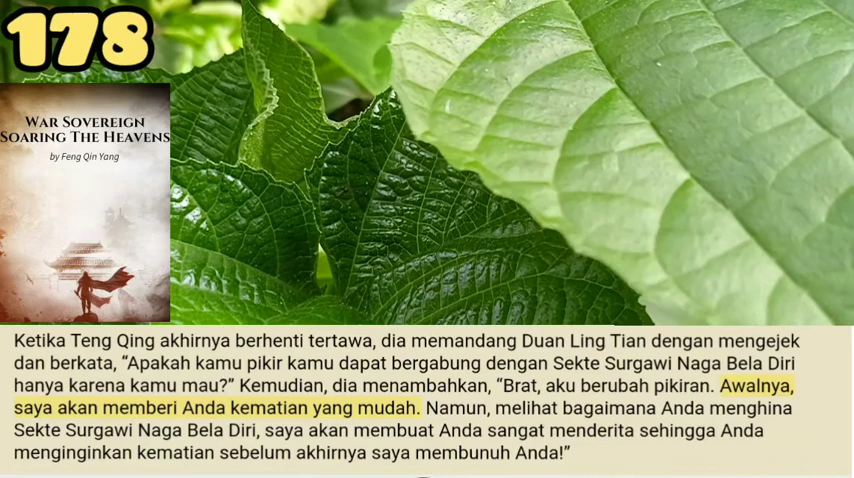 178
WAR SOVEREIGN
SOARING THE HEAVENS
by Feng Qin Yang
Ketika Teng Qing akhirnya berhenti tertawa, dia memandang Duan Ling Tian dengan mengejek
dan berkata, “Apakah kamu pikir kamu dapat bergabung dengan Sekte Surgawi Naga Bela Diri
hanya karena kamu mau?” Kemudian, dia menambahkan, “Brat, aku berubah pikiran. Awalnya,
saya akan memberi Anda kematian yang mudah. Namun, melihat bagaimana Anda menghina
Sekte Surgawi Naga Bela Diri, saya akan membuat Anda sangat menderita sehingga Anda
menginginkan kematian sebelum akhirnya saya membunuh Anda!”